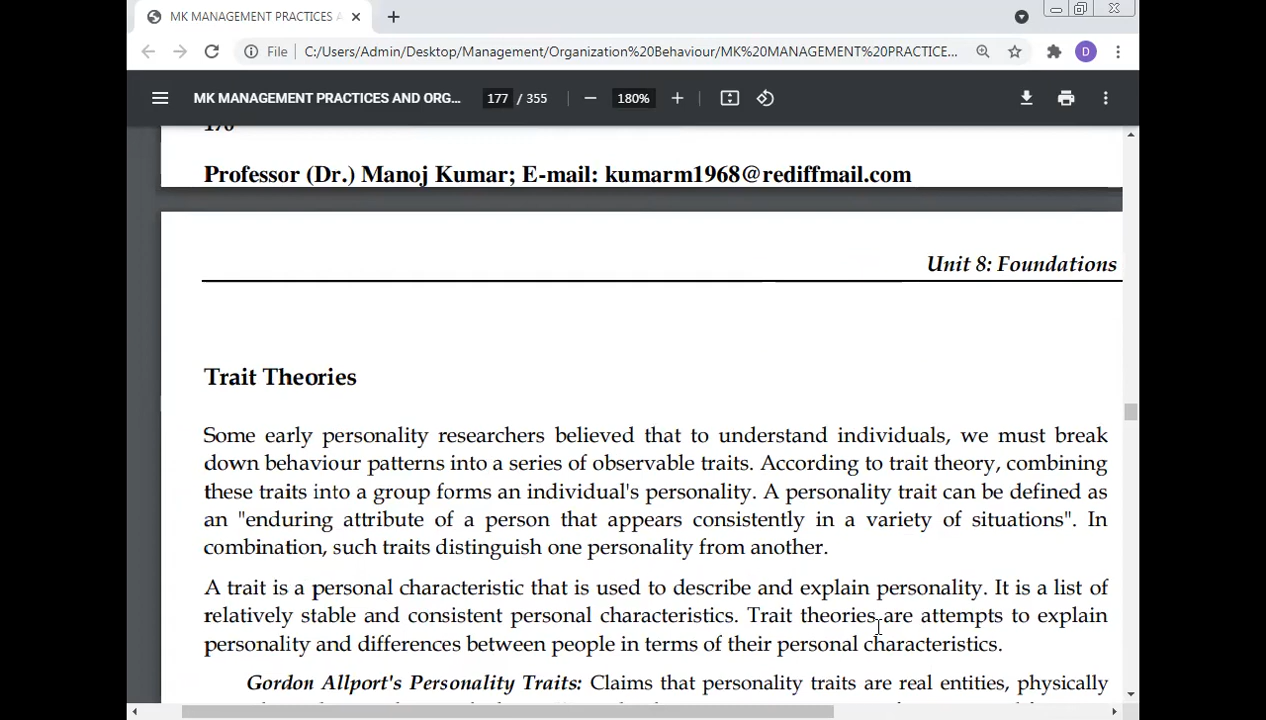 MK MANAGEMENT PRACTICES A
File C:/Users/Admin/Desktop/Management/Organization%20Behaviour/MK%20MANAGEMENT%20PRACTICE...
D
MK MANAGEMENT PRACTICES AND ORG... 177 / 355 180%
Professor (Dr.) Manoj Kumar; E-mail: kumarm1968@rediffmail.com
Unit 8: Foundations
Trait Theories
Some early personality researchers believed that to understand individuals, we must break
down behaviour patterns into a series of observable traits. According to trait theory, combining
these traits into a group forms an individual's personality. A personality trait can be defined as
an "enduring attribute of a person that appears consistently in a variety of situations". In
combination, such traits distinguish one personality from another.
A trait is a personal characteristic that is used to describe and explain personality. It is a list of
relatively stable and consistent personal characteristics. Trait theories are attempts to explain
personality and differences between people in terms of their personal characteristics.
Gordon Allport's Personality Traits: Claims that personality traits are real entities, physically